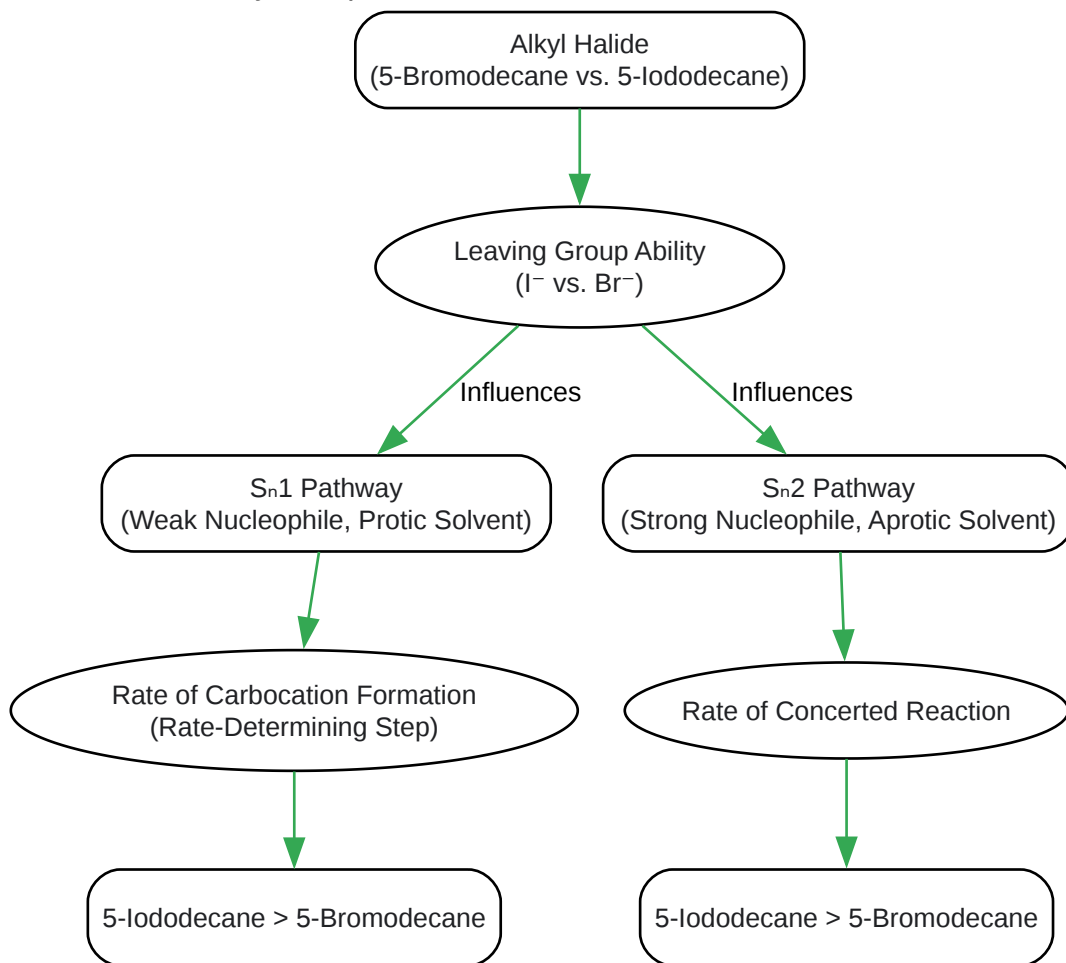 Alkyl Halide
(5-Bromodecane vs. 5-Iododecane)
Leaving Group Ability
(I⁻ vs. Br⁻)
Influences
Influences
Sₙ1 Pathway
(Weak Nucleophile, Protic Solvent)
Sₙ2 Pathway
(Strong Nucleophile, Aprotic Solvent)
Rate of Carbocation Formation
(Rate-Determining Step)
Rate of Concerted Reaction
5-Iododecane > 5-Bromodecane
5-Iododecane > 5-Bromodecane